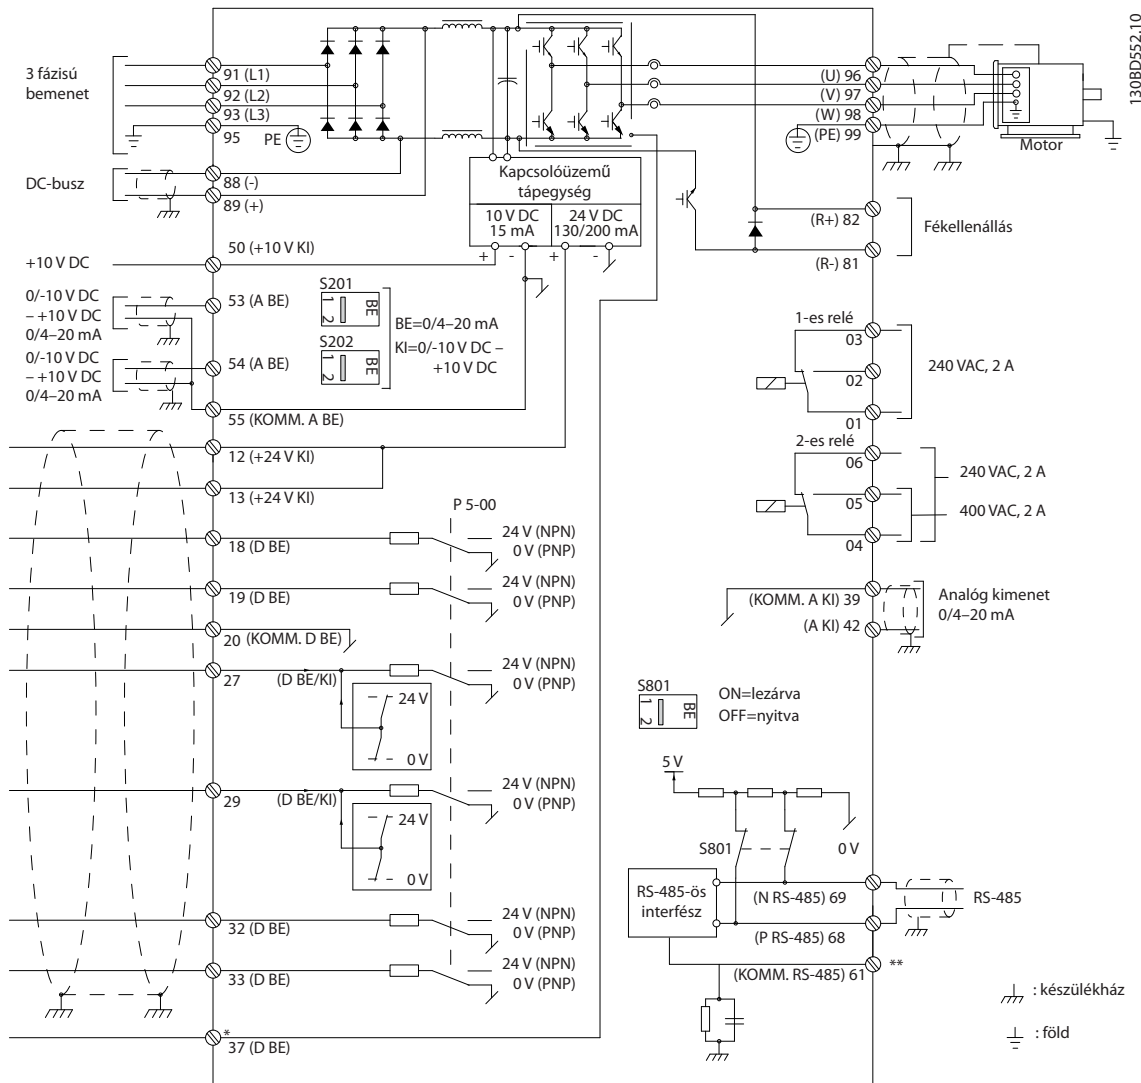 130BD552.10
3 fázisú
bemenet
91 (L1)
92 (L2)
93 (L3)
95
PE
DC-busz
88 (-)
89 (+)
+10 V DC
50 (+10 V KI)
0/-10 V DC
– +10 V DC
0/4–20 mA
53 (A BE)
0/-10 V DC
– +10 V DC
0/4–20 mA
54 (A BE)
55 (KOMM. A BE)
12 (+24 V KI)
13 (+24 V KI)
18 (D BE)
19 (D BE)
20 (KOMM. D BE)
27
(D BE/KI)
24 V
0 V
29
(D BE/KI)
24 V
0 V
32 (D BE)
33 (D BE)
*
37 (D BE)
Kapcsolóüzemű
tápegység
10 V DC
15 mA
24 V DC
130/200 mA
+
-
+
-
S201
1
2
BE
S202
1
2
BE
BE=0/4–20 mA
KI=0/-10 V DC –
+10 V DC
P 5-00
24 V (NPN)
0 V (PNP)
24 V (NPN)
0 V (PNP)
24 V (NPN)
0 V (PNP)
24 V (NPN)
0 V (PNP)
24 V (NPN)
0 V (PNP)
24 V (NPN)
0 V (PNP)
(U) 96
(V) 97
(W) 98
(PE) 99
Motor
(R+) 82
(R-) 81
Fékellenállás
1-es relé
03
02
01
240 VAC, 2 A
2-es relé
06
05
04
240 VAC, 2 A
400 VAC, 2 A
(KOMM. A KI) 39
(A KI) 42
Analóg kimenet
0/4–20 mA
S801
1
2
BE
ON=lezárva
OFF=nyitva
5 V
S801
0 V
RS-485-ös
interfész
(N RS-485) 69
(P RS-485) 68
RS-485
(KOMM. RS-485) 61
**
: készülékház
: föld